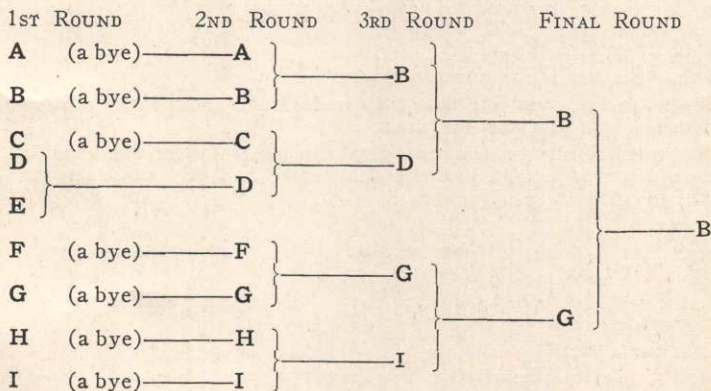 1ST ROUND 2ND ROUND 3RD ROUND FINAL ROUND
A (a bye) A
B
B (a bye) B
B
C (a bye) C
D
D
D
E
B
F (a bye) F
G
G (a bye) G
G
H (a bye) H
I
I (a bye) I